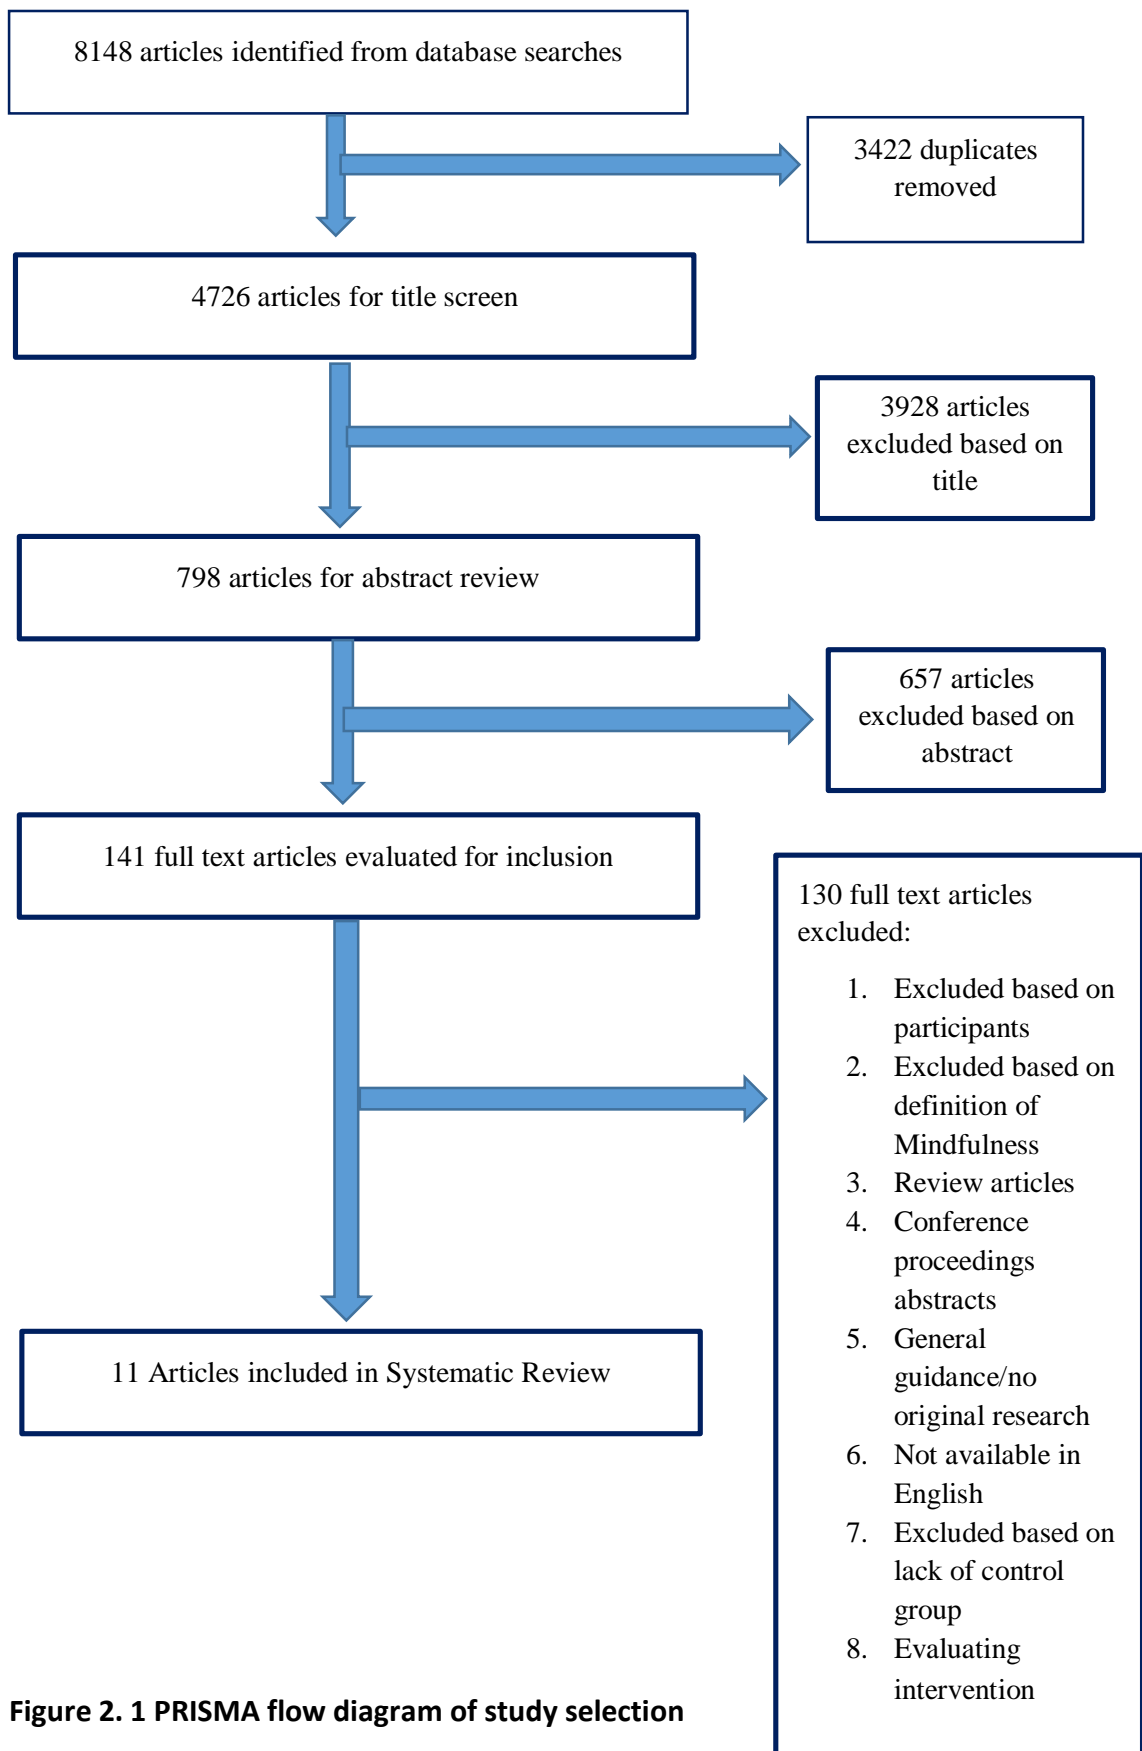 8148 articles identified from database searches
3422 duplicates
removed
4726 articles for title screen
3928 articles
excluded based on
title
798 articles for abstract review
657 articles
excluded based on
abstract
141 full text articles evaluated for inclusion
130 full text articles
excluded:
1. Excluded based on
participants
2. Excluded based on
definition of
Mindfulness
3. Review articles
4. Conference
proceedings
abstracts
5. General
guidance/no
original research
6. Not available in
English
7. Excluded based on
lack of control
group
8. Evaluating
intervention
11 Articles included in Systematic Review
Figure 2. 1 PRISMA flow diagram of study selection